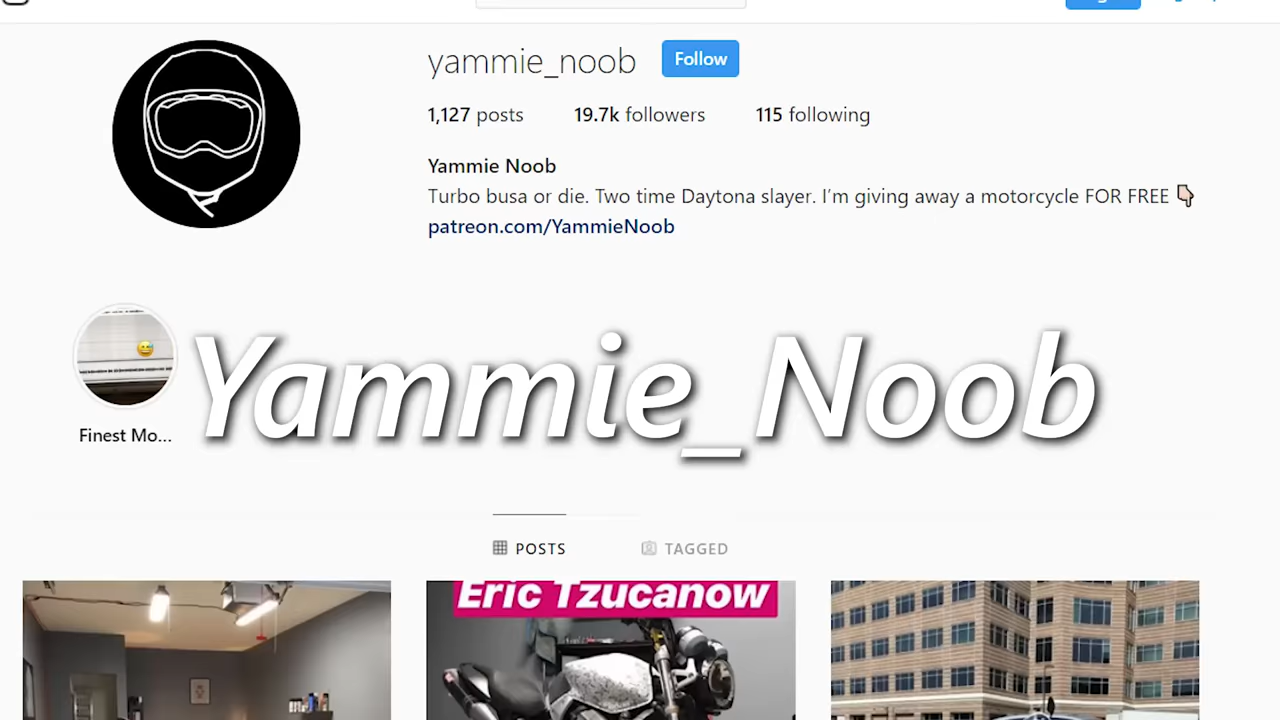 yammie_noob Follow
1,127 posts 19.7k followers 115 following
Yammie Noob
Turbo busa or die. Two time Daytona slayer. I'm giving away a motorcycle FOR FREE 👇🏻
patreon.com/YammieNoob
Yammie_Noob
Finest Mo...
POSTS TAGGED
Eric Tzucanow